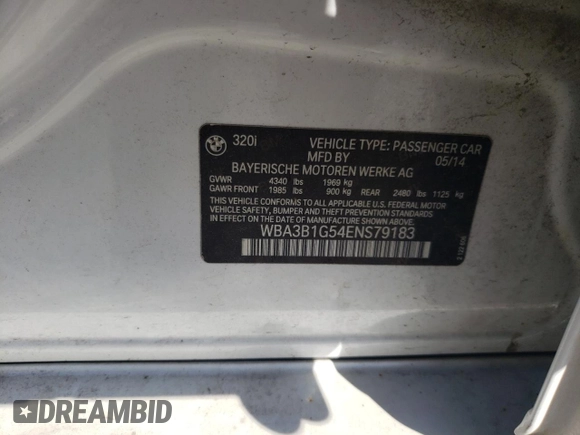 320i VEHICLE TYPE: PASSENGER CAR
MFD BY 05/14
BAYERISCHE MOTOREN WERKE AG
GVWR 4340 lbs 1969 kg
GAWR FRONT 1985 lbs 900 kg REAR 2480 lbs 1125 kg
THIS VEHICLE CONFORMS TO ALL APPLICABLE U.S. FEDERAL MOTOR
VEHICLE SAFETY, BUMPER AND THEFT PREVENTION STANDARDS
IN EFFECT ON THE DATE OF MANUFACTURE SHOWN ABOVE.
WBA3B1G54ENS79183
DREAMBID